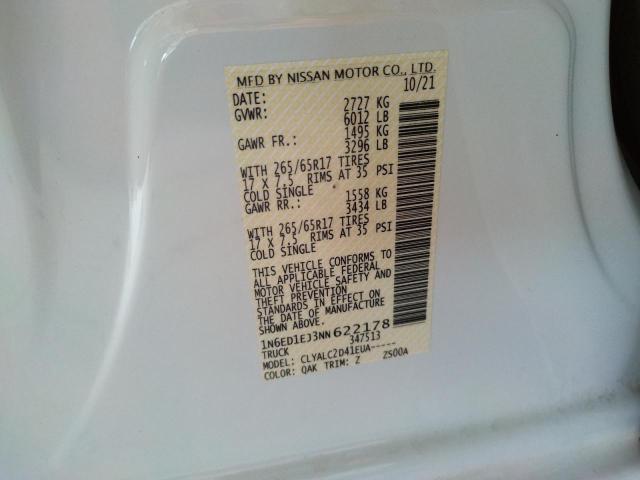 MFD BY NISSAN MOTOR CO., LTD.
DATE: 10/21
GVWR: 2727 KG
6012 LB
GAWR FR.: 1495 KG
3296 LB
WITH 265/65R17 TIRES
17 X 7.5 RIMS AT 35 PSI
COLD SINGLE
GAWR RR.: 1558 KG
3434 LB
WITH 265/65R17 TIRES
17 X 7.5 RIMS AT 35 PSI
COLD SINGLE
THIS VEHICLE CONFORMS TO
ALL APPLICABLE FEDERAL
MOTOR VEHICLE SAFETY AND
THEFT PREVENTION
STANDARDS IN EFFECT ON
THE DATE OF MANUFACTURE
SHOWN ABOVE.
1N6ED1EJ3NN622178
TRUCK 347513
MODEL: CLYALC2D41EUA-----
COLOR: QAK TRIM: Z ZS00A